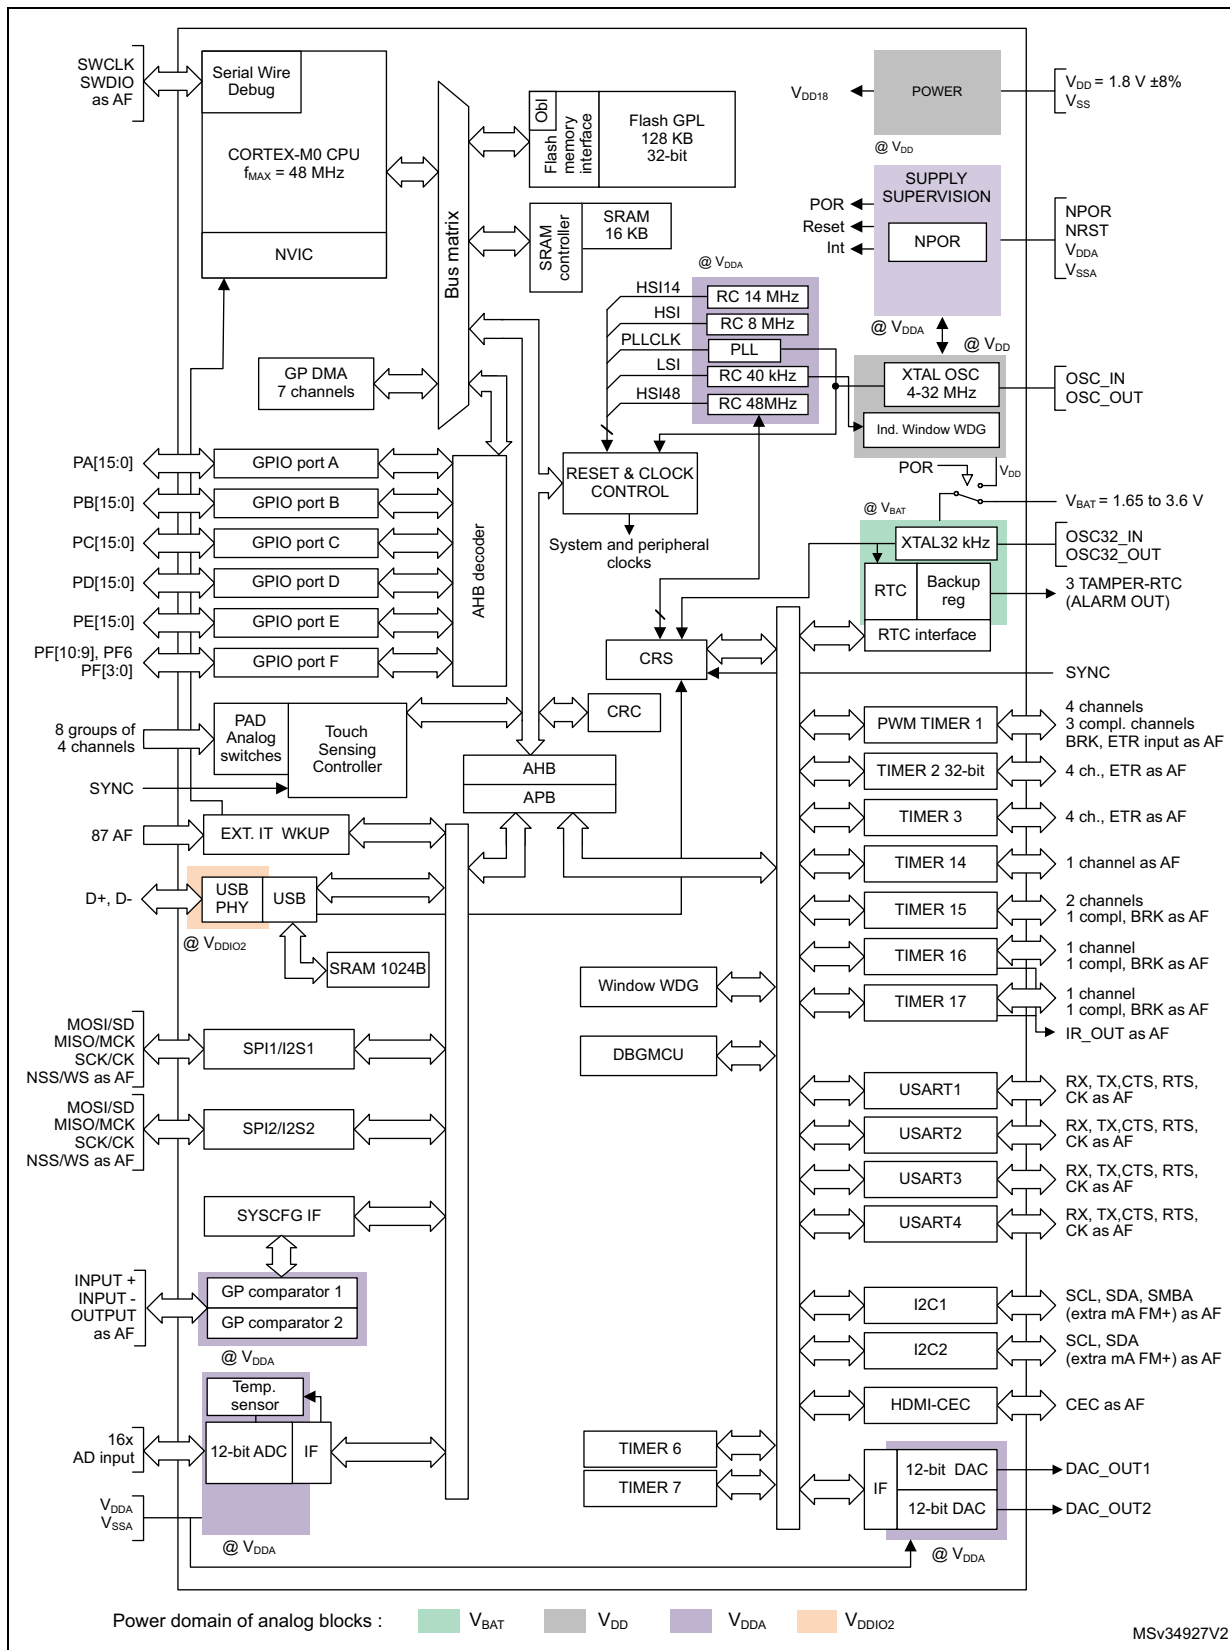 SWCLK
SWDIO
as AF
Serial Wire
Debug
CORTEX-M0 CPU
fMAX = 48 MHz
NVIC
Bus matrix
Obl
Flash
memory
interface
Flash GPL
128 KB
32-bit
SRAM
controller
SRAM
16 KB
VDD18
POWER
VDD = 1.8 V ±8%
VSS
@ VDD
SUPPLY
SUPERVISION
NPOR
POR
Reset
Int
NPOR
NRST
VDDA
VSSA
@ VDDA
@ VDDA
HSI14
HSI
PLLCLK
LSI
HSI48
RC 14 MHz
RC 8 MHz
PLL
RC 40 kHz
RC 48MHz
@ VDD
XTAL OSC
4-32 MHz
Ind. Window WDG
OSC_IN
OSC_OUT
GP DMA
7 channels
RESET & CLOCK
CONTROL
System and peripheral
clocks
POR
VDD
VBAT = 1.65 to 3.6 V
@ VBAT
XTAL32 kHz
OSC32_IN
OSC32_OUT
RTC
Backup
reg
RTC interface
3 TAMPER-RTC
(ALARM OUT)
PA[15:0]
GPIO port A
PB[15:0]
GPIO port B
PC[15:0]
GPIO port C
PD[15:0]
GPIO port D
PE[15:0]
GPIO port E
PF[10:9], PF6
PF[3:0]
GPIO port F
AHB decoder
CRS
SYNC
8 groups of
4 channels
PAD
Analog
switches
Touch
Sensing
Controller
SYNC
CRC
AHB
APB
87 AF
EXT. IT WKUP
D+, D-
USB
PHY
USB
@ VDDIO2
SRAM 1024B
PWM TIMER 1
4 channels
3 compl. channels
BRK, ETR input as AF
TIMER 2 32-bit
4 ch., ETR as AF
TIMER 3
4 ch., ETR as AF
TIMER 14
1 channel as AF
TIMER 15
2 channels
1 compl, BRK as AF
TIMER 16
1 channel
1 compl, BRK as AF
TIMER 17
1 channel
1 compl, BRK as AF
IR_OUT as AF
Window WDG
DBGMCU
MOSI/SD
MISO/MCK
SCK/CK
NSS/WS as AF
SPI1/I2S1
MOSI/SD
MISO/MCK
SCK/CK
NSS/WS as AF
SPI2/I2S2
USART1
RX, TX,CTS, RTS,
CK as AF
USART2
RX, TX,CTS, RTS,
CK as AF
USART3
RX, TX,CTS, RTS,
CK as AF
USART4
RX, TX,CTS, RTS,
CK as AF
SYSCFG IF
INPUT +
INPUT -
OUTPUT
as AF
GP comparator 1
GP comparator 2
@ VDDA
I2C1
SCL, SDA, SMBA
(extra mA FM+) as AF
I2C2
SCL, SDA
(extra mA FM+) as AF
HDMI-CEC
CEC as AF
Temp.
sensor
16x
AD input
12-bit ADC
IF
VDDA
VSSA
@ VDDA
TIMER 6
TIMER 7
IF
12-bit DAC
12-bit DAC
DAC_OUT1
DAC_OUT2
@ VDDA
Power domain of analog blocks :
VBAT
VDD
VDDA
VDDIO2
MSv34927V2